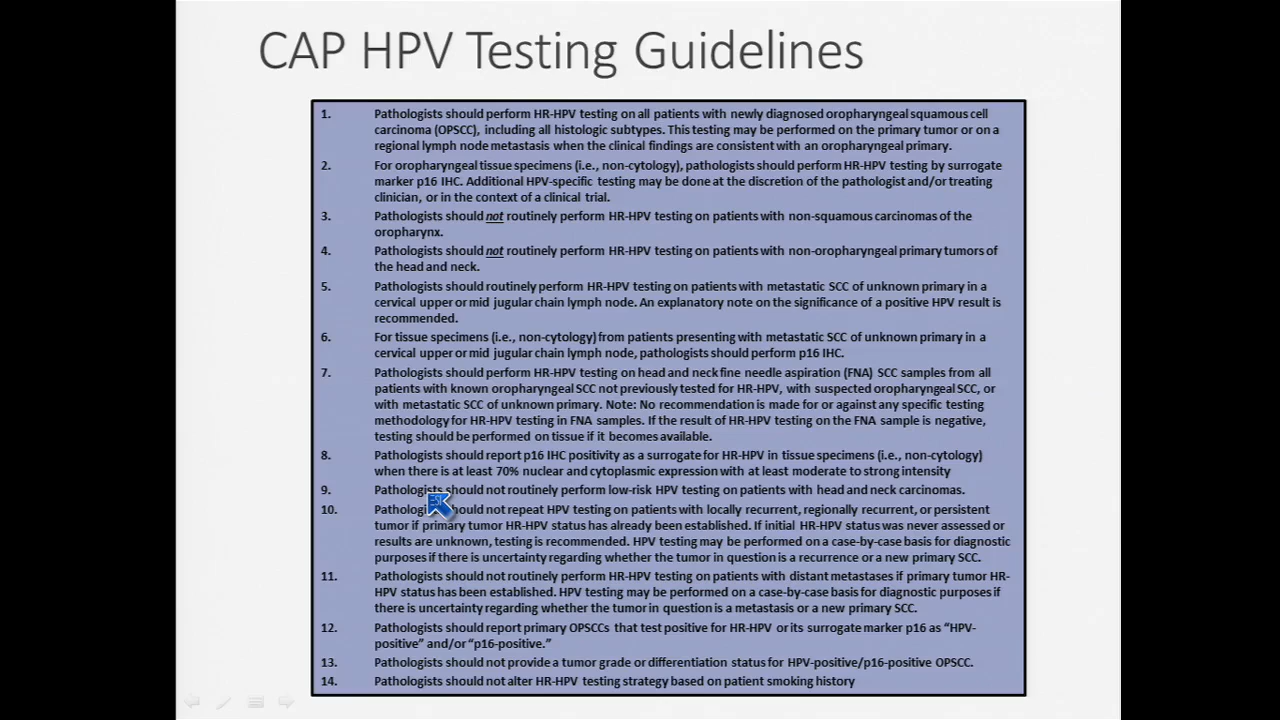 CAP HPV Testing Guidelines
1. Pathologists should perform HR-HPV testing on all patients with newly diagnosed oropharyngeal squamous cell
carcinoma (OPSCC), including all histologic subtypes. This testing may be performed on the primary tumor or on a
regional lymph node metastasis when the clinical findings are consistent with an oropharyngeal primary.
2. For oropharyngeal tissue specimens (i.e., non-cytology), pathologists should perform HR-HPV testing by surrogate
marker p16 IHC. Additional HPV-specific testing may be done at the discretion of the pathologist and/or treating
clinician, or in the context of a clinical trial.
3. Pathologists should not routinely perform HR-HPV testing on patients with non-squamous carcinomas of the
oropharynx.
4. Pathologists should not routinely perform HR-HPV testing on patients with non-oropharyngeal primary tumors of
the head and neck.
5. Pathologists should routinely perform HR-HPV testing on patients with metastatic SCC of unknown primary in a
cervical upper or mid jugular chain lymph node. An explanatory note on the significance of a positive HPV result is
recommended.
6. For tissue specimens (i.e., non-cytology) from patients presenting with metastatic SCC of unknown primary in a
cervical upper or mid jugular chain lymph node, pathologists should perform p16 IHC.
7. Pathologists should perform HR-HPV testing on head and neck fine needle aspiration (FNA) SCC samples from all
patients with known oropharyngeal SCC not previously tested for HR-HPV, with suspected oropharyngeal SCC, or
with metastatic SCC of unknown primary. Note: No recommendation is made for or against any specific testing
methodology for HR-HPV testing in FNA samples. If the result of HR-HPV testing on the FNA sample is negative,
testing should be performed on tissue if it becomes available.
8. Pathologists should report p16 IHC positivity as a surrogate for HR-HPV in tissue specimens (i.e., non-cytology)
when there is at least 70% nuclear and cytoplasmic expression with at least moderate to strong intensity
9. Pathologists should not routinely perform low-risk HPV testing on patients with head and neck carcinomas.
10. Pathologi should not repeat HPV testing on patients with locally recurrent, regionally recurrent, or persistent
tumor if primary tumor HR-HPV status has already been established. If initial HR-HPV status was never assessed or
results are unknown, testing is recommended. HPV testing may be performed on a case-by-case basis for diagnostic
purposes if there is uncertainty regarding whether the tumor in question is a recurrence or a new primary SCC.
11. Pathologists should not routinely perform HR-HPV testing on patients with distant metastases if primary tumor HR-
HPV status has been established. HPV testing may be performed on a case-by-case basis for diagnostic purposes if
there is uncertainty regarding whether the tumor in question is a metastasis or a new primary SCC.
12. Pathologists should report primary OPSCCs that test positive for HR-HPV or its surrogate marker p16 as “HPV-
positive” and/or “p16-positive.”
13. Pathologists should not provide a tumor grade or differentiation status for HPV-positive/p16-positive OPSCC.
14. Pathologists should not alter HR-HPV testing strategy based on patient smoking history